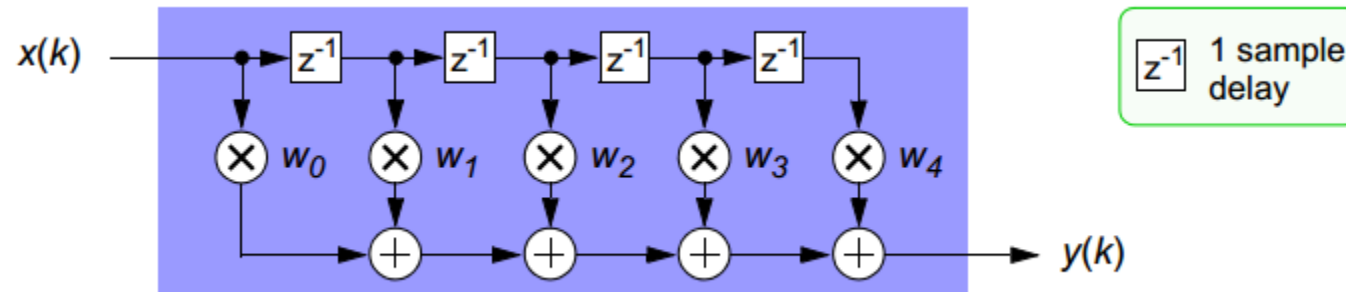 x(k)
z⁻¹ z⁻¹ z⁻¹ z⁻¹
w₀ w₁ w₂ w₃ w₄
y(k)
z⁻¹ 1 sample
delay